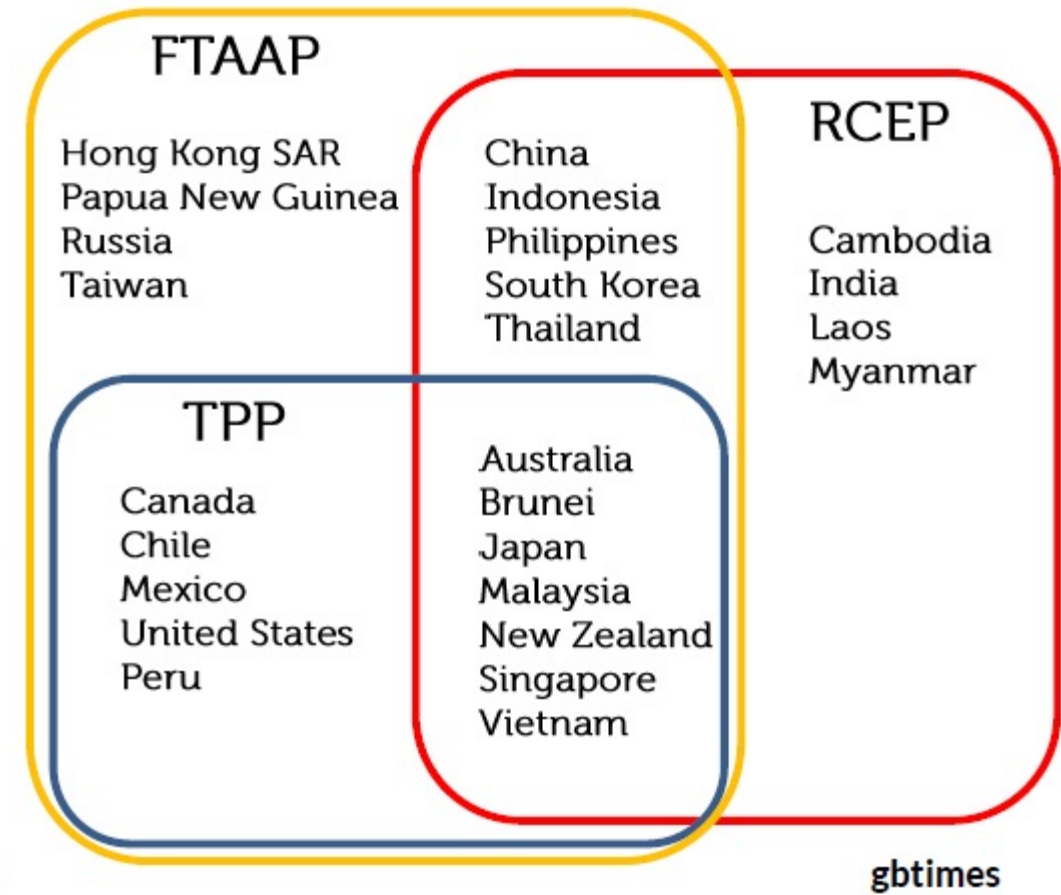 FTAAP
Hong Kong SAR
Papua New Guinea
Russia
Taiwan
China
Indonesia
Philippines
South Korea
Thailand
RCEP
Cambodia
India
Laos
Myanmar
TPP
Canada
Chile
Mexico
United States
Peru
Australia
Brunei
Japan
Malaysia
New Zealand
Singapore
Vietnam
gbtimes